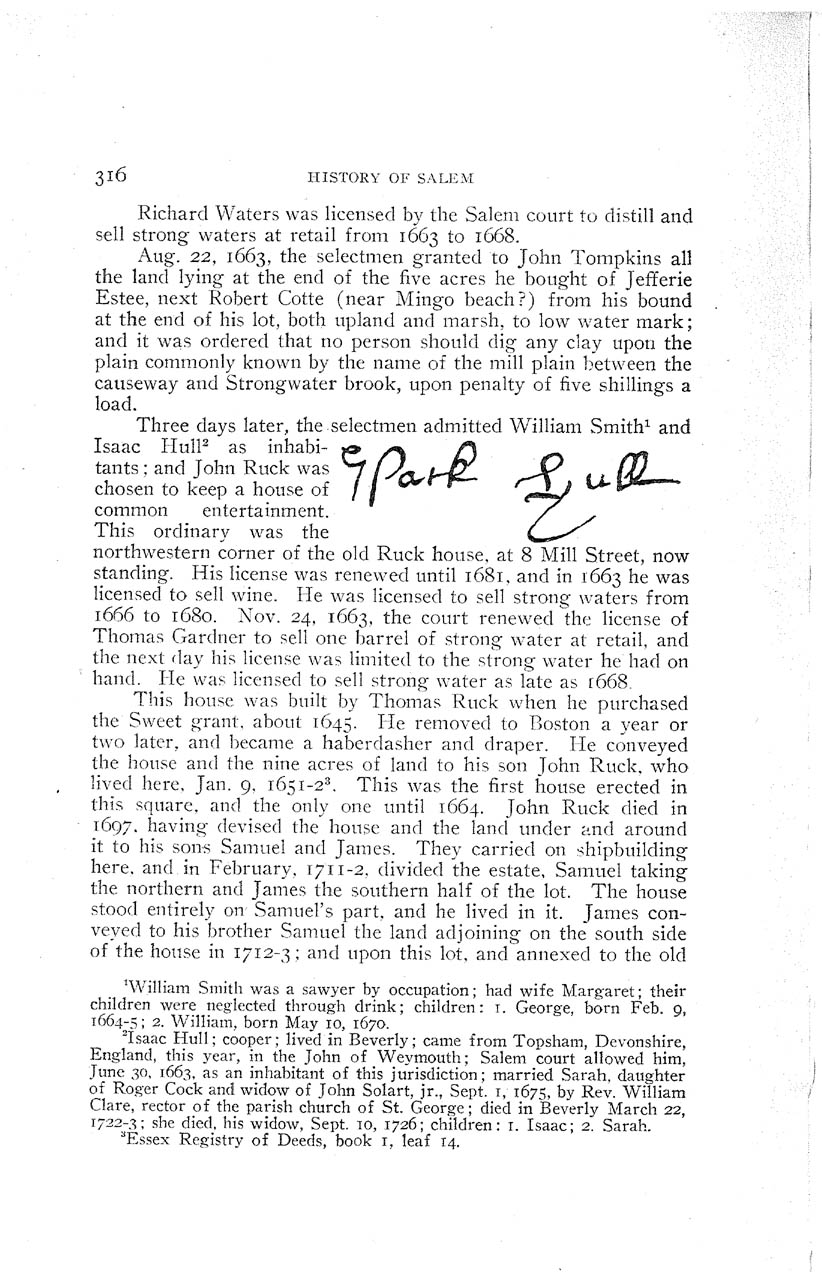 316 HISTORY OF SALEM
Richard Waters was licensed by the Salem court to distill and
sell strong waters at retail from 1663 to 1668.
Aug. 22, 1663, the selectmen granted to John Tompkins all
the land lying at the end of the five acres he bought of Jefferie
Estee, next Robert Cotte (near Mingo beach?) from his bound
at the end of his lot, both upland and marsh, to low water mark;
and it was ordered that no person should dig any clay upon the
plain commonly known by the name of the mill plain between the
causeway and Strongwater brook, upon penalty of five shillings a
load.
Three days later, the selectmen admitted William Smith¹ and
Isaac Hull² as inhabi-
tants; and John Ruck was
chosen to keep a house of
common entertainment.
This ordinary was the
northwestern corner of the old Ruck house, at 8 Mill Street, now
standing. His license was renewed until 1681, and in 1663 he was
licensed to sell wine. He was licensed to sell strong waters from
1666 to 1680. Nov. 24, 1663, the court renewed the license of
Thomas Gardner to sell one barrel of strong water at retail, and
the next day his license was limited to the strong water he had on
hand. He was licensed to sell strong water as late as 1668.
This house was built by Thomas Ruck when he purchased
the Sweet grant, about 1645. He removed to Boston a year or
two later, and became a haberdasher and draper. He conveyed
the house and the nine acres of land to his son John Ruck, who
lived here, Jan. 9, 1651-2³. This was the first house erected in
this square, and the only one until 1664. John Ruck died in
1697, having devised the house and the land under and around
it to his sons Samuel and James. They carried on shipbuilding
here, and in February, 1711-2, divided the estate, Samuel taking
the northern and James the southern half of the lot. The house
stood entirely on Samuel's part, and he lived in it. James con-
veyed to his brother Samuel the land adjoining on the south side
of the house in 1712-3; and upon this lot, and annexed to the old
¹William Smith was a sawyer by occupation; had wife Margaret; their
children were neglected through drink; children: 1. George, born Feb. 9,
1664-5; 2. William, born May 10, 1670.
²Isaac Hull; cooper; lived in Beverly; came from Topsham, Devonshire,
England, this year, in the John of Weymouth; Salem court allowed him,
June 30, 1663, as an inhabitant of this jurisdiction; married Sarah, daughter
of Roger Cock and widow of John Solart, jr., Sept. 1, 1675, by Rev. William
Clare, rector of the parish church of St. George; died in Beverly March 22,
1722-3; she died, his widow, Sept. 10, 1726; children: 1. Isaac; 2. Sarah.
³Essex Registry of Deeds, book 1, leaf 14.